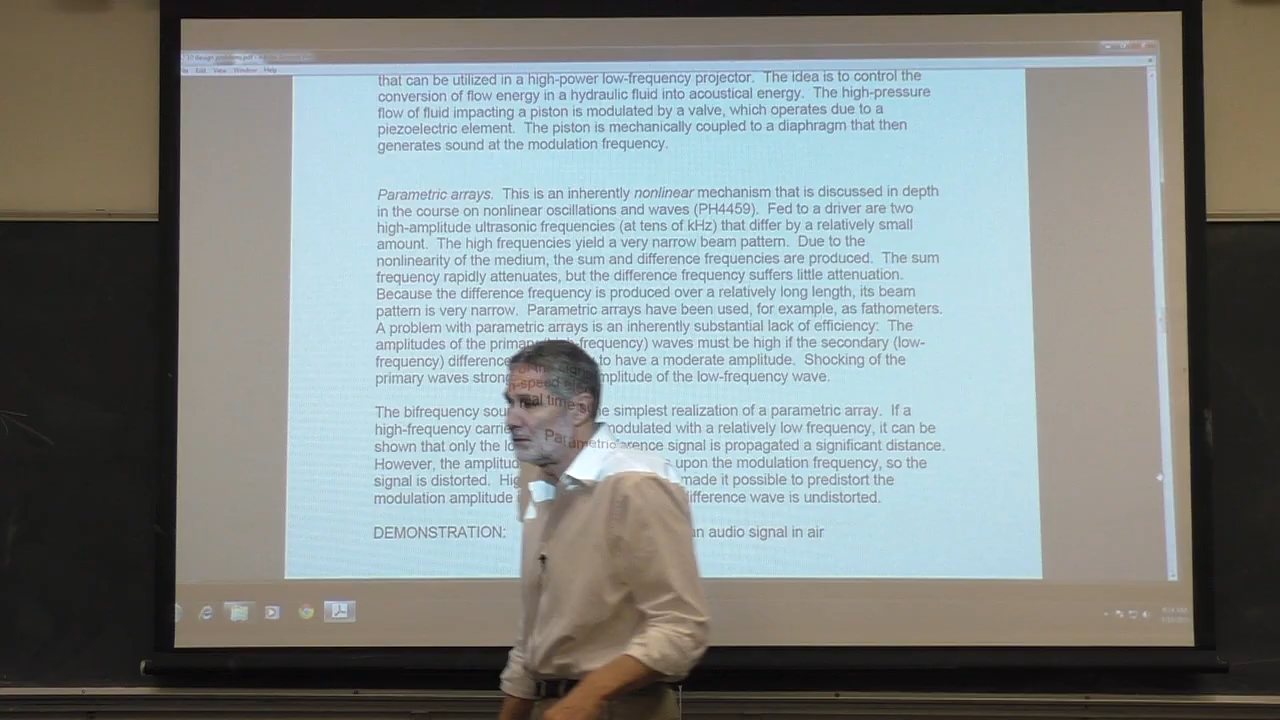 Edit View Window Help
that can be utilized in a high-power low-frequency projector. The idea is to control the
conversion of flow energy in a hydraulic fluid into acoustical energy. The high-pressure
flow of fluid impacting a piston is modulated by a valve, which operates due to a
piezoelectric element. The piston is mechanically coupled to a diaphragm that then
generates sound at the modulation frequency.
Parametric arrays. This is an inherently nonlinear mechanism that is discussed in depth
in the course on nonlinear oscillations and waves (PH4459). Fed to a driver are two
high-amplitude ultrasonic frequencies (at tens of kHz) that differ by a relatively small
amount. The high frequencies yield a very narrow beam pattern. Due to the
nonlinearity of the medium, the sum and difference frequencies are produced. The sum
frequency rapidly attenuates, but the difference frequency suffers little attenuation.
Because the difference frequency is produced over a relatively long length, its beam
pattern is very narrow. Parametric arrays have been used, for example, as fathometers.
A problem with parametric arrays is an inherently substantial lack of efficiency: The
amplitudes of the primary -frequency) waves must be high if the secondary (low-
frequency) difference to have a moderate amplitude. Shocking of the
primary waves strong mplitude of the low-frequency wave.
The bifrequency sou e simplest realization of a parametric array. If a
high-frequency carrie modulated with a relatively low frequency, it can be
shown that only the lo Parametric erence signal is propagated a significant distance.
However, the amplitud upon the modulation frequency, so the
signal is distorted. Hig made it possible to predistort the
modulation amplitude difference wave is undistorted.
DEMONSTRATION: an audio signal in air